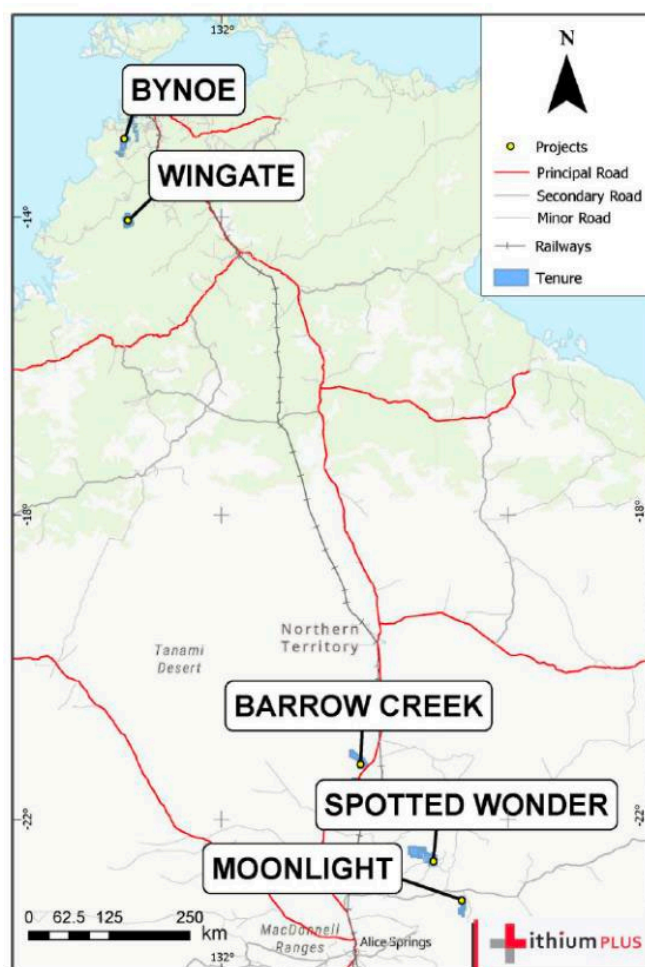 132°
N
BYNOE
WINGATE
Projects
Principal Road
Secondary Road
Minor Road
Railways
Tenure
-14°
-18°
-18°
Northern
Territory
Tanami
Desert
BARROW CREEK
SPOTTED WONDER
-22°
-22°
MOONLIGHT
0 62.5 125 250
km
MacDonnell
Ranges
Alice Springs
132°
Lithium PLUS